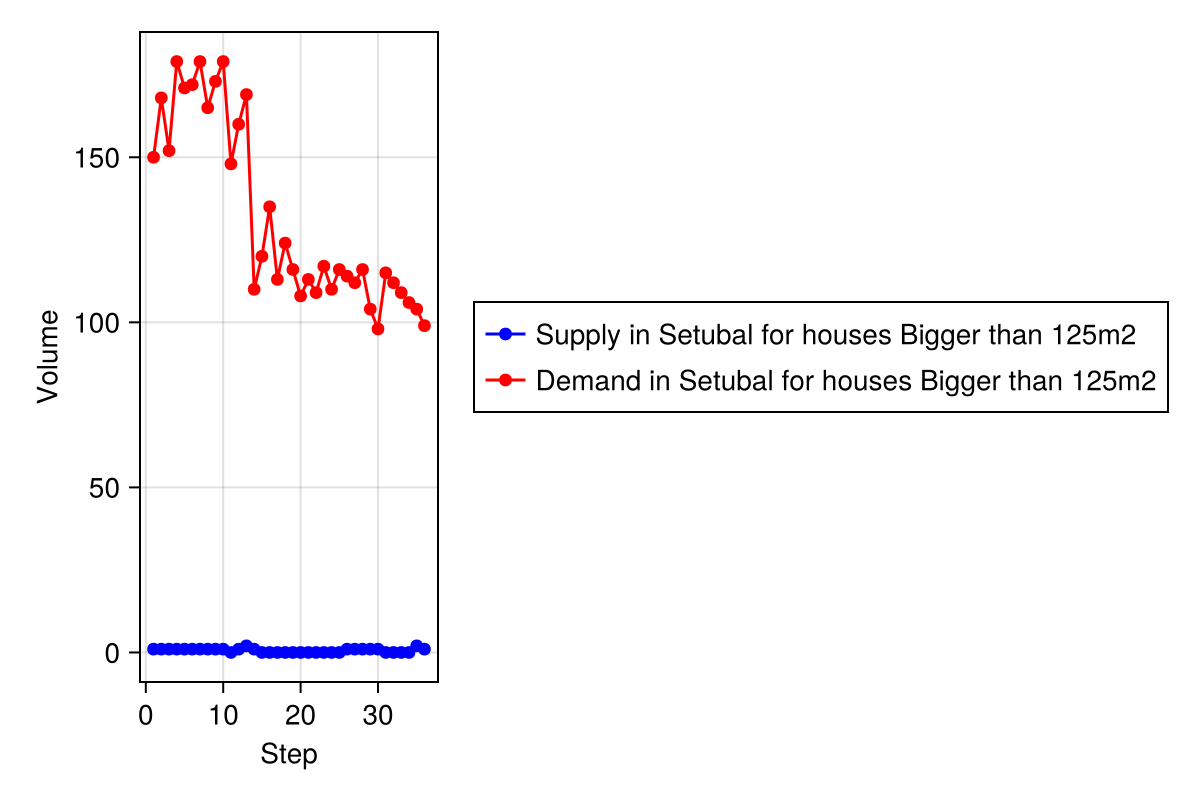 150
100
50
0
Volume
0 10 20 30
Step
Supply in Setubal for houses Bigger than 125m2
Demand in Setubal for houses Bigger than 125m2